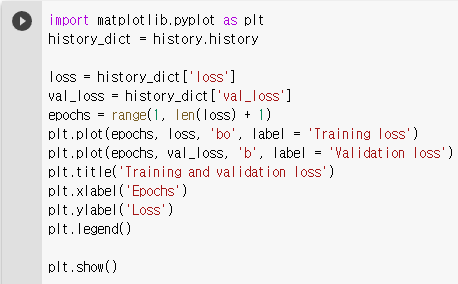 import matplotlib.pyplot as plt
history_dict = history.history
loss = history_dict['loss']
val_loss = history_dict['val_loss']
epochs = range(1, len(loss) + 1)
plt.plot(epochs, loss, 'bo', label = 'Training loss')
plt.plot(epochs, val_loss, 'b', label = 'Validation loss')
plt.title('Training and validation loss')
plt.xlabel('Epochs')
plt.ylabel('Loss')
plt.legend()
plt.show()